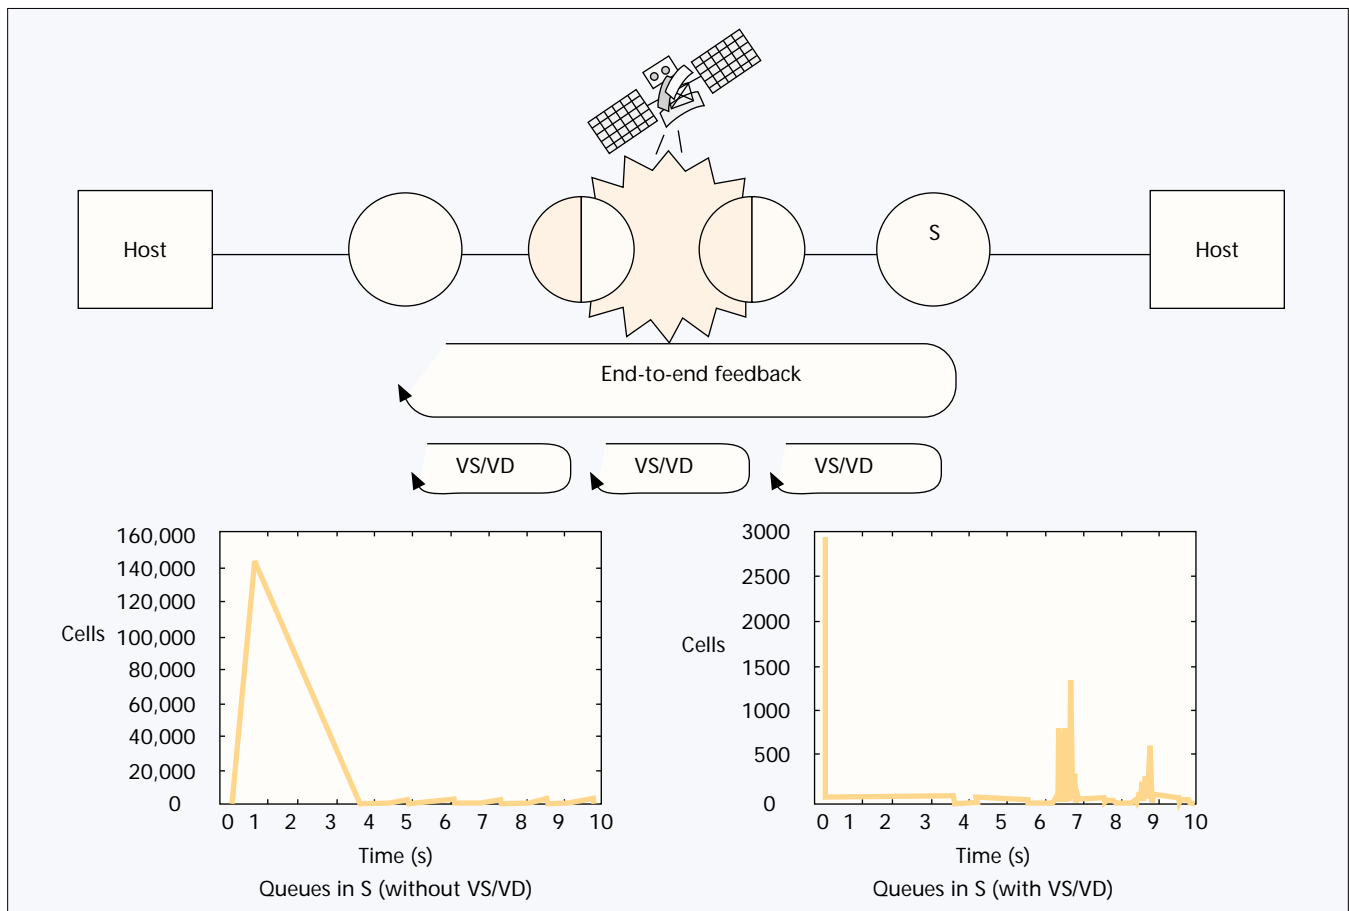 Host
S
Host
End-to-end feedback
VS/VD
VS/VD
VS/VD
160,000
140,000
120,000
Cells 100,000
80,000
60,000
40,000
20,000
0
0 1 2 3 4 5 6 7 8 9 10
Time (s)
Queues in S (without VS/VD)
3000
2500
2000
Cells
1500
1000
500
0
0 1 2 3 4 5 6 7 8 9 10
Time (s)
Queues in S (with VS/VD)